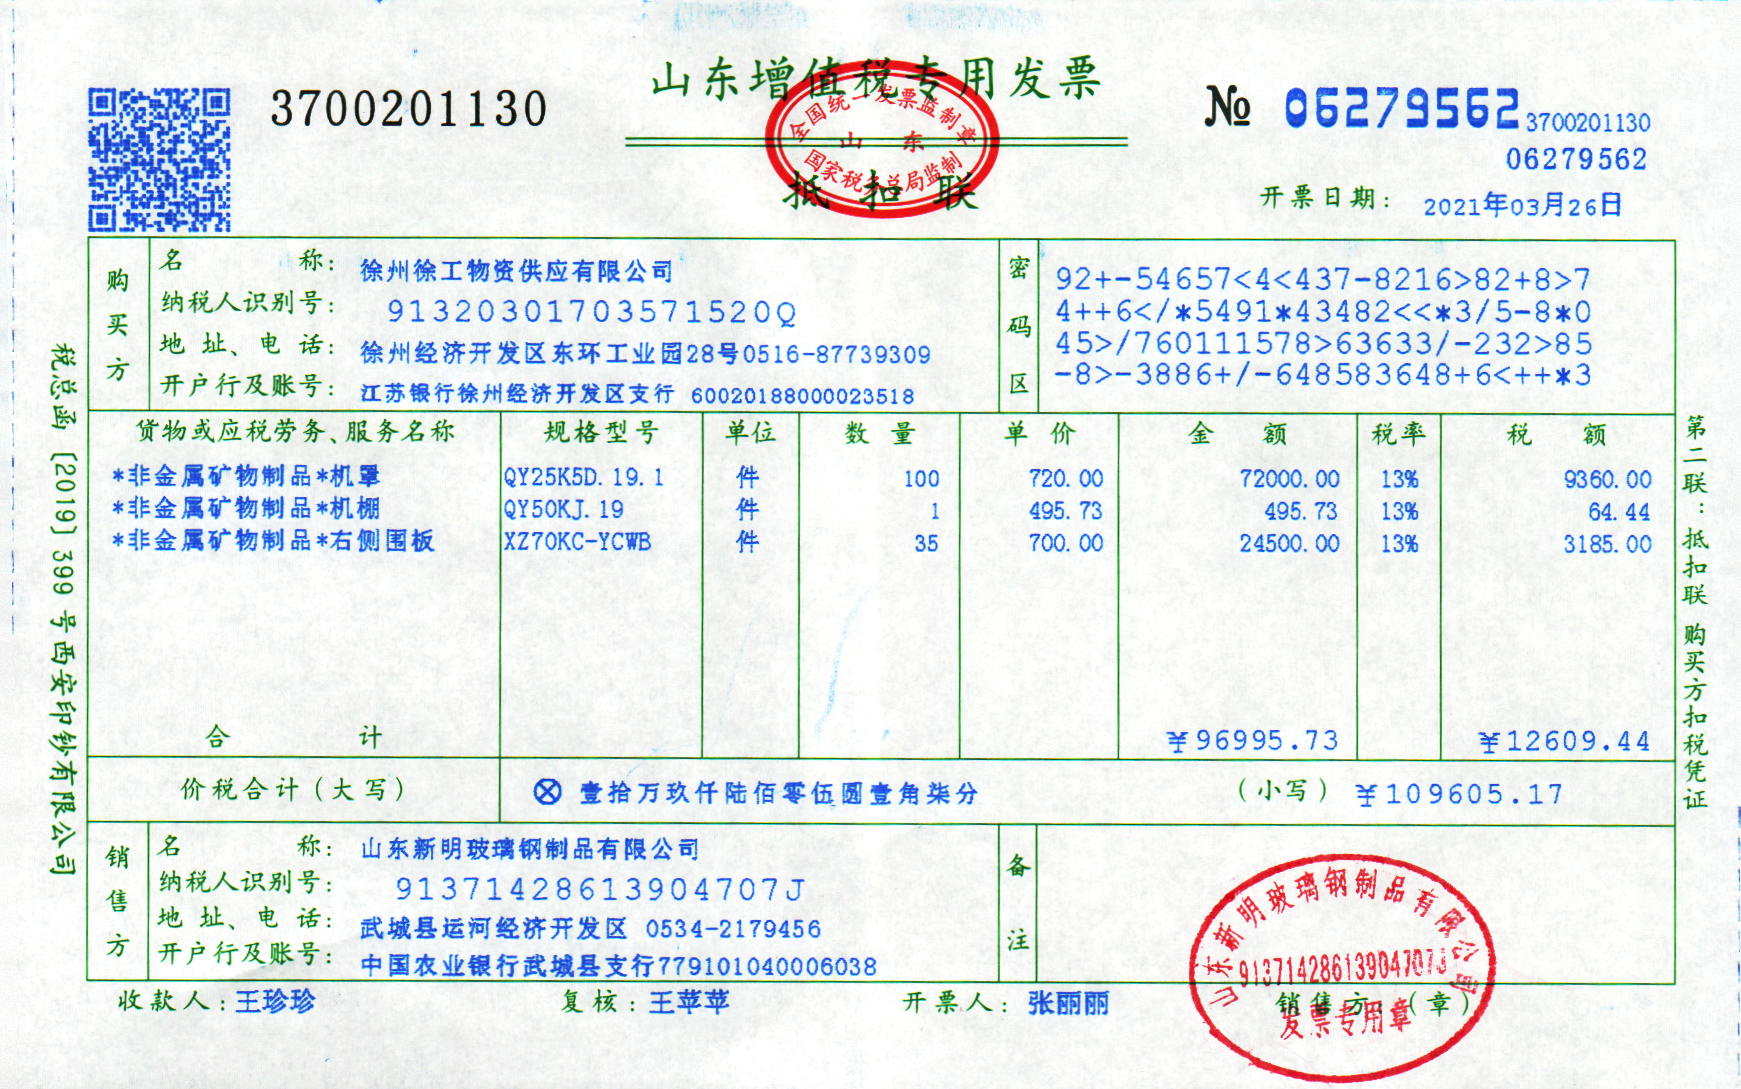 山东增值税专用发票
3700201130
№ 06279562
3700201130
06279562
全国统一发票监制章
山东
国家税务总局监制
抵扣联
开票日期: 2021年03月26日
购买方
名称: 徐州徐工物资供应有限公司
纳税人识别号: 91320301703571520Q
地址、电话: 徐州经济开发区东环工业园28号0516-87739309
开户行及账号: 江苏银行徐州经济开发区支行 60020188000023518
密码区
92+-54657<4<437-8216>82+8>7
4++6</*5491*43482<<*3/5-8*0
45>/760111578>63633/-232>85
-8>-3886+/-648583648+6<++*3
货物或应税劳务、服务名称 规格型号 单位 数量 单价 金额 税率 税额
*非金属矿物制品*机罩 QY25K5D.19.1 件 100 720.00 72000.00 13% 9360.00
*非金属矿物制品*机棚 QY50KJ.19 件 1 495.73 495.73 13% 64.44
*非金属矿物制品*右侧围板 XZ70KC-YCWB 件 35 700.00 24500.00 13% 3185.00
合计 ¥96995.73 ¥12609.44
价税合计(大写) ⊗ 壹拾万玖仟陆佰零伍圆壹角柒分 (小写) ¥109605.17
销售方
名称: 山东新明玻璃钢制品有限公司
纳税人识别号: 91371428613904707J
地址、电话: 武城县运河经济开发区 0534-2179456
开户行及账号: 中国农业银行武城县支行779101040006038
备注
收款人: 王珍珍 复核: 王苹苹 开票人: 张丽丽 销售方:(章)
山东新明玻璃钢制品有限公司
91371428613904707J
发票专用章
税总函〔2019〕399号西安印钞有限公司
第二联:抵扣联 购买方扣税凭证